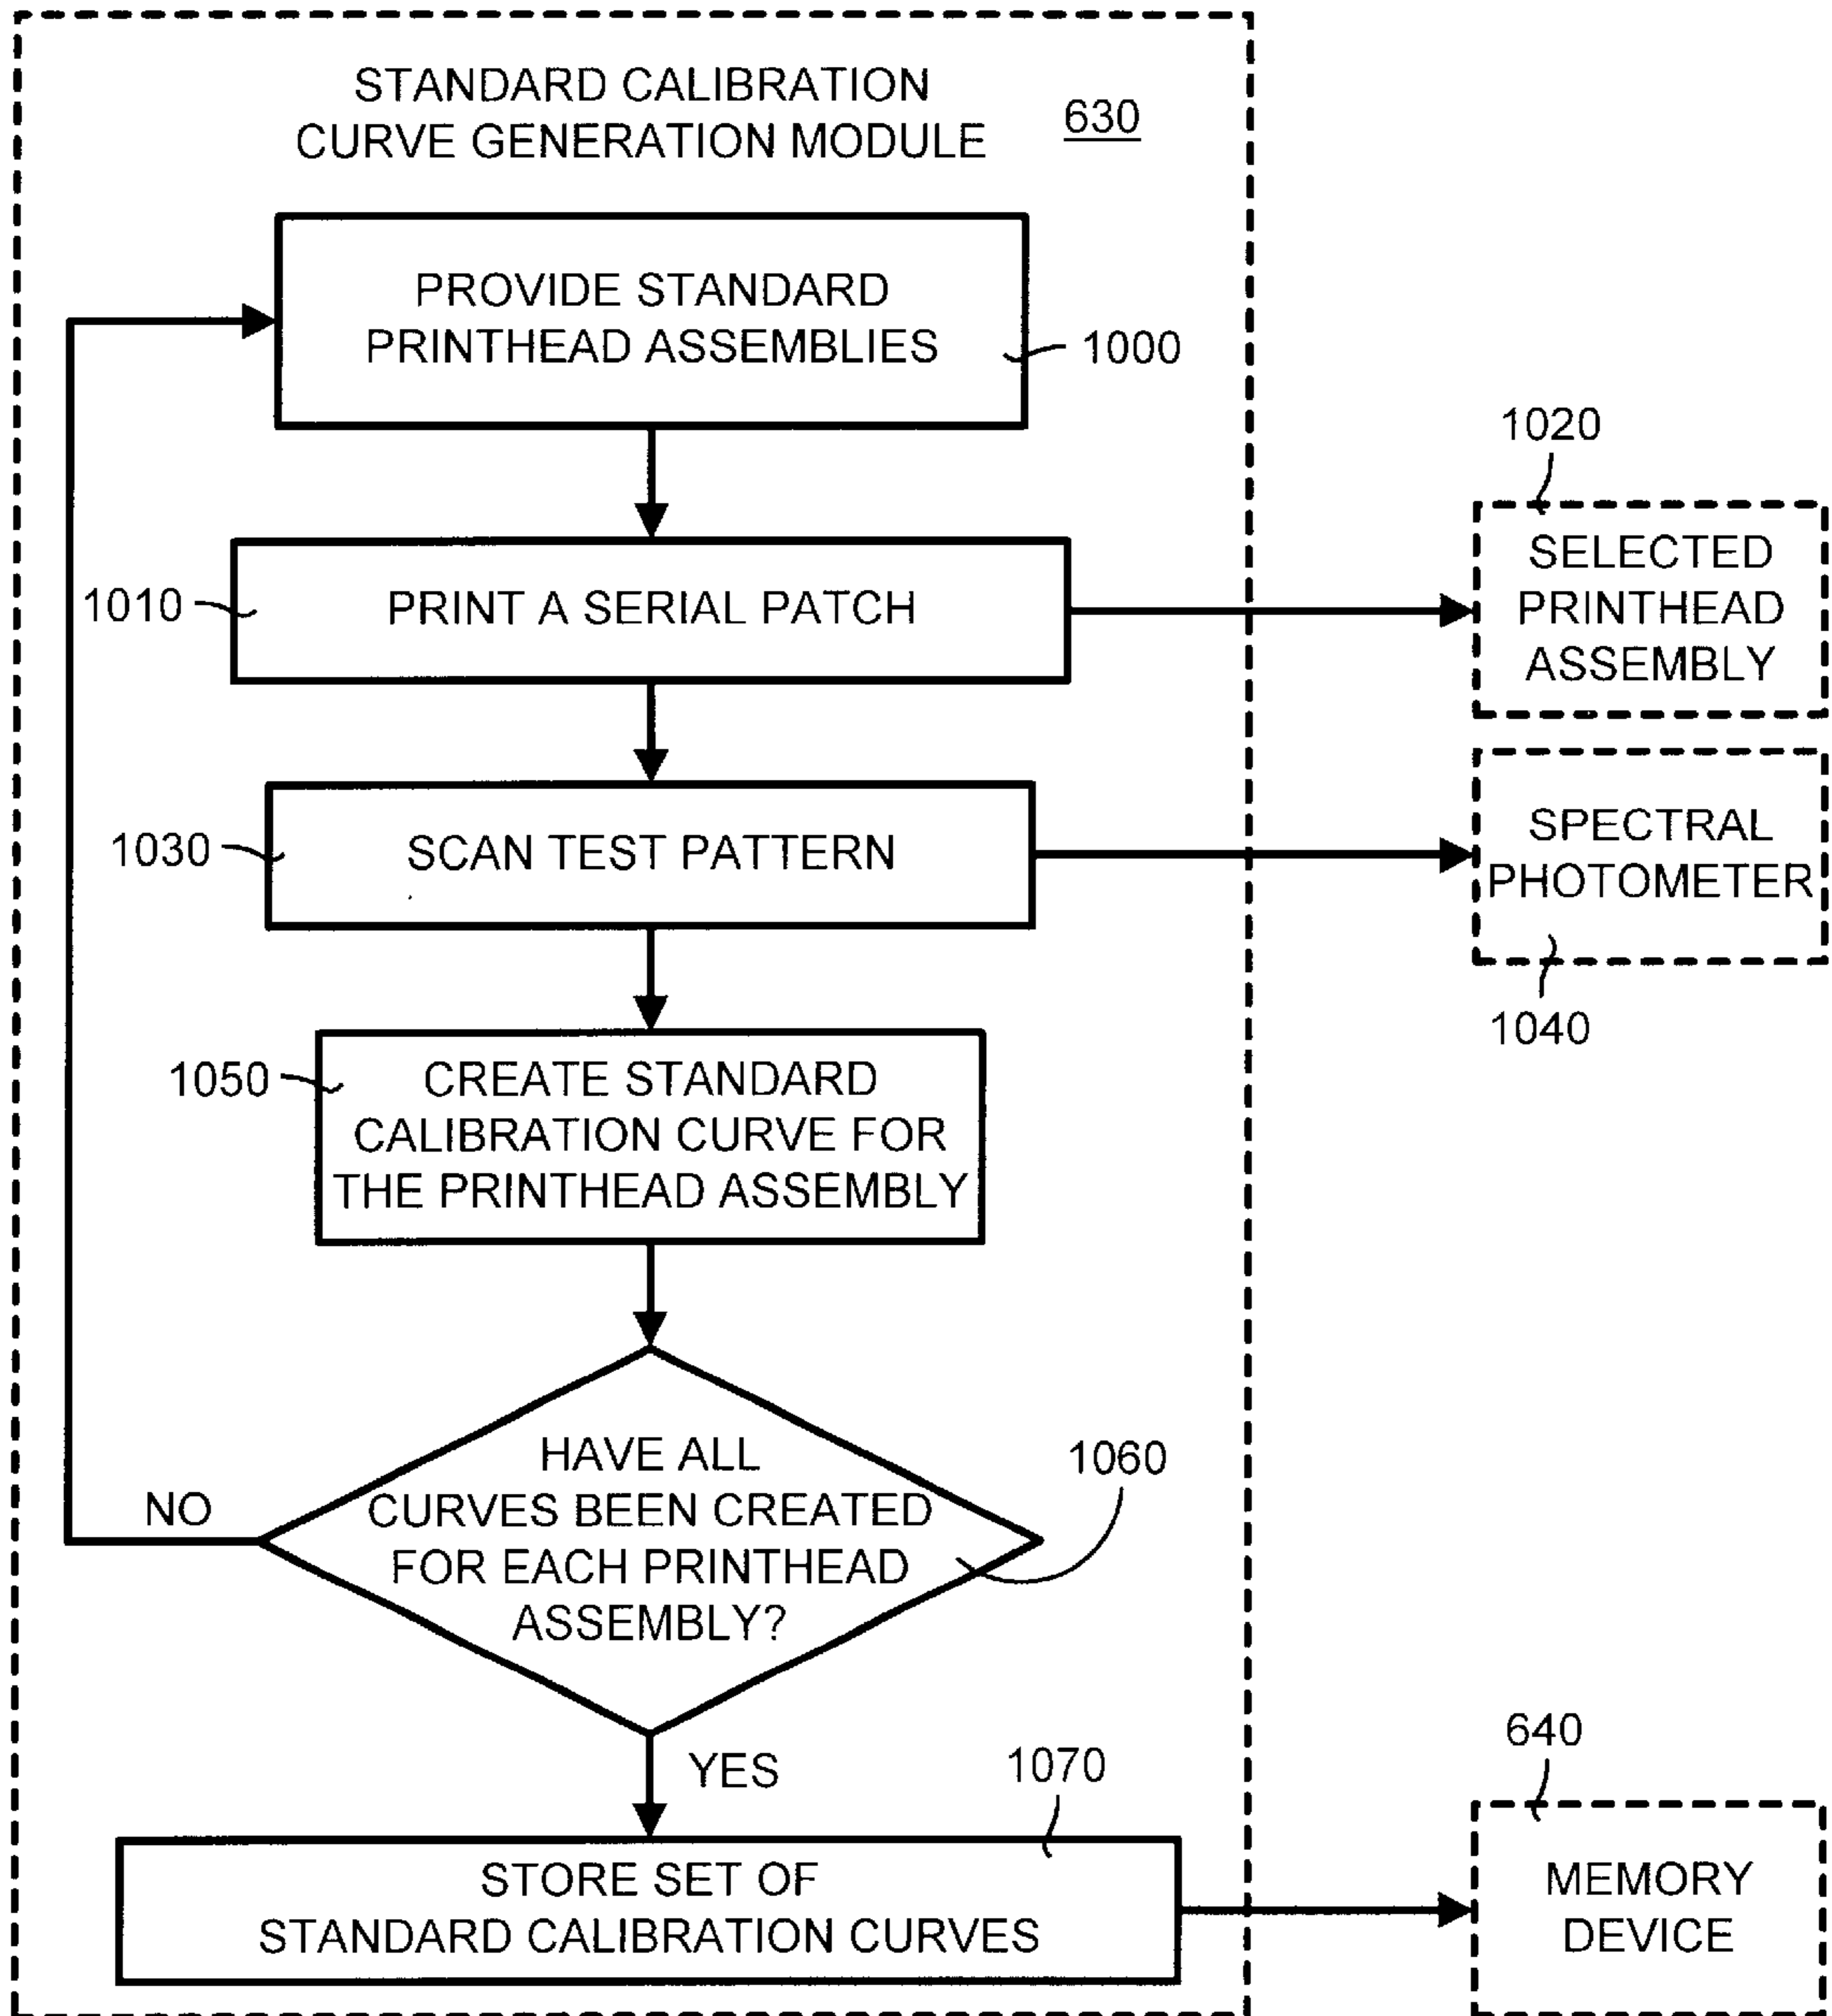 STANDARD CALIBRATION
CURVE GENERATION MODULE
630
PROVIDE STANDARD
PRINTHEAD ASSEMBLIES
1000
1020
SELECTED
PRINTHEAD
ASSEMBLY
1010
PRINT A SERIAL PATCH
1030
SCAN TEST PATTERN
SPECTRAL
PHOTOMETER
1040
1050
CREATE STANDARD
CALIBRATION CURVE FOR
THE PRINTHEAD ASSEMBLY
HAVE ALL
CURVES BEEN CREATED
FOR EACH PRINTHEAD
ASSEMBLY?
1060
NO
YES
1070
640
STORE SET OF
STANDARD CALIBRATION CURVES
MEMORY
DEVICE